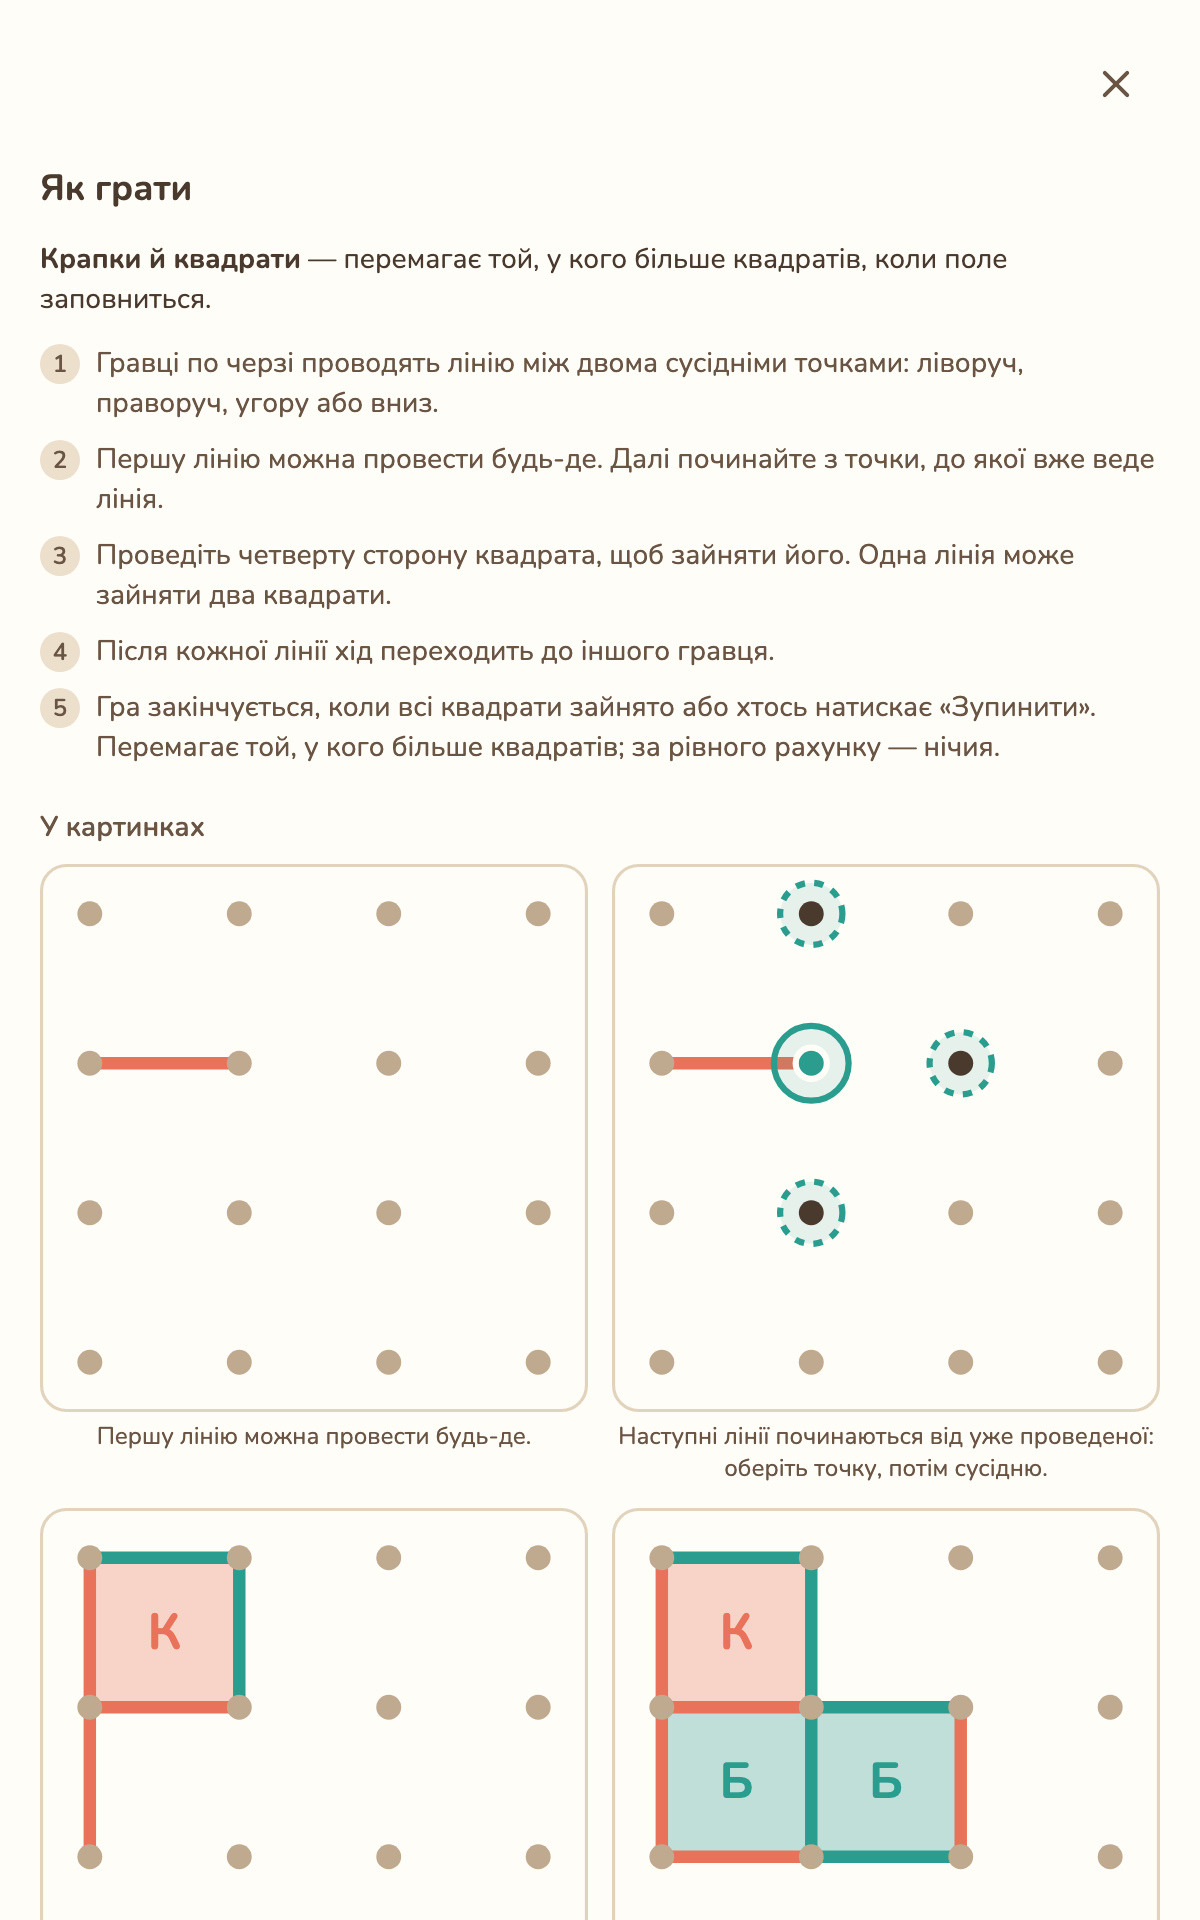 Як грати
Крапки й квадрати — перемагає той, у кого більше квадратів, коли поле
заповниться.
1 Гравці по черзі проводять лінію між двома сусідніми точками: ліворуч,
праворуч, угору або вниз.
2 Першу лінію можна провести будь-де. Далі починайте з точки, до якої вже веде
лінія.
3 Проведіть четверту сторону квадрата, щоб зайняти його. Одна лінія може
зайняти два квадрати.
4 Після кожної лінії хід переходить до іншого гравця.
5 Гра закінчується, коли всі квадрати зайнято або хтось натискає «Зупинити».
Перемагає той, у кого більше квадратів; за рівного рахунку — нічия.
У картинках
Першу лінію можна провести будь-де.
Наступні лінії починаються від уже проведеної:
оберіть точку, потім сусідню.
К
К
Б Б